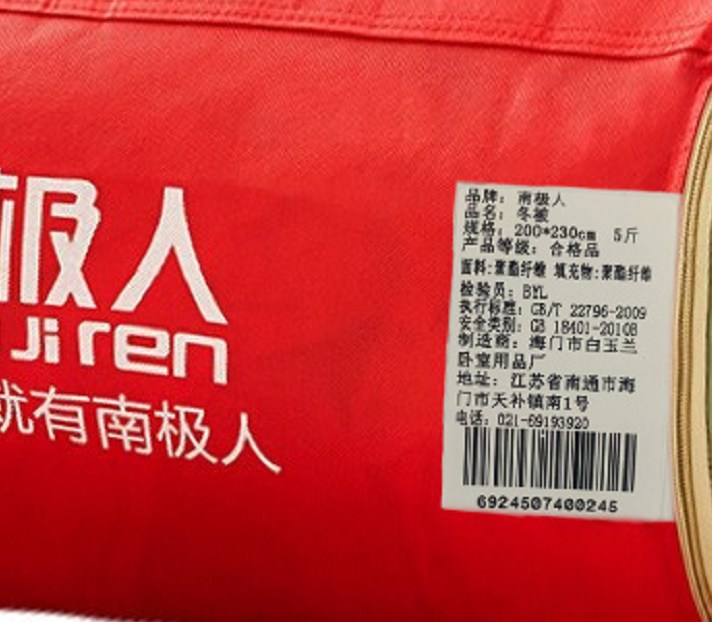 极人
Jiren
就有南极人
品牌: 南极人
品名: 冬被
规格: 200*230cm 5斤
产品等级: 合格品
面料:聚酯纤维 填充物:聚酯纤维
检验员: BYL
执行标准: GB/T 22796-2009
安全类别: GB 18401-2010B
制造商: 海门市白玉兰
卧室用品厂
地址: 江苏省南通市海
门市天补镇南1号
电话: 021-69193920
6924507400245